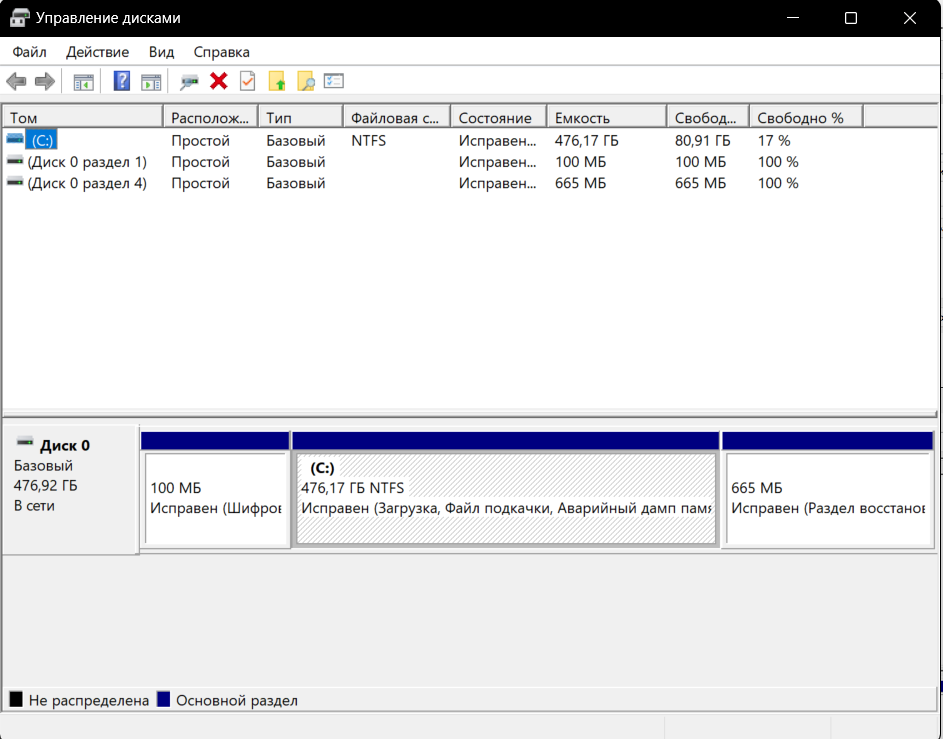 Управление дисками
Файл Действие Вид Справка
Том Располож... Тип Файловая с... Состояние Емкость Свобод... Свободно %
(C:) Простой Базовый NTFS Исправен... 476,17 ГБ 80,91 ГБ 17 %
(Диск 0 раздел 1) Простой Базовый Исправен... 100 МБ 100 МБ 100 %
(Диск 0 раздел 4) Простой Базовый Исправен... 665 МБ 665 МБ 100 %
Диск 0
Базовый
476,92 ГБ
В сети
100 МБ
Исправен (Шифров
(C:)
476,17 ГБ NTFS
Исправен (Загрузка, Файл подкачки, Аварийный дамп памя
665 МБ
Исправен (Раздел восстанов
Не распределена Основной раздел